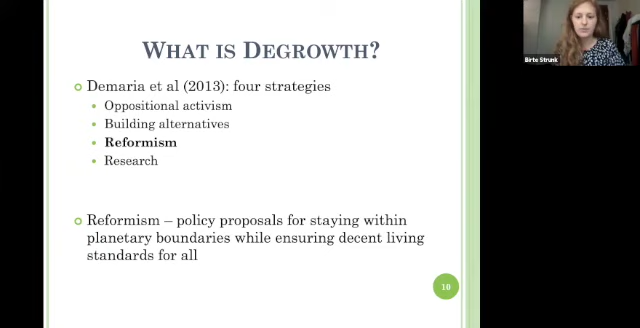 WHAT IS DEGROWTH?
Demaria et al (2013): four strategies
Oppositional activism
Building alternatives
Reformism
Research
Reformism – policy proposals for staying within
planetary boundaries while ensuring decent living
standards for all
10
Birte Strunk